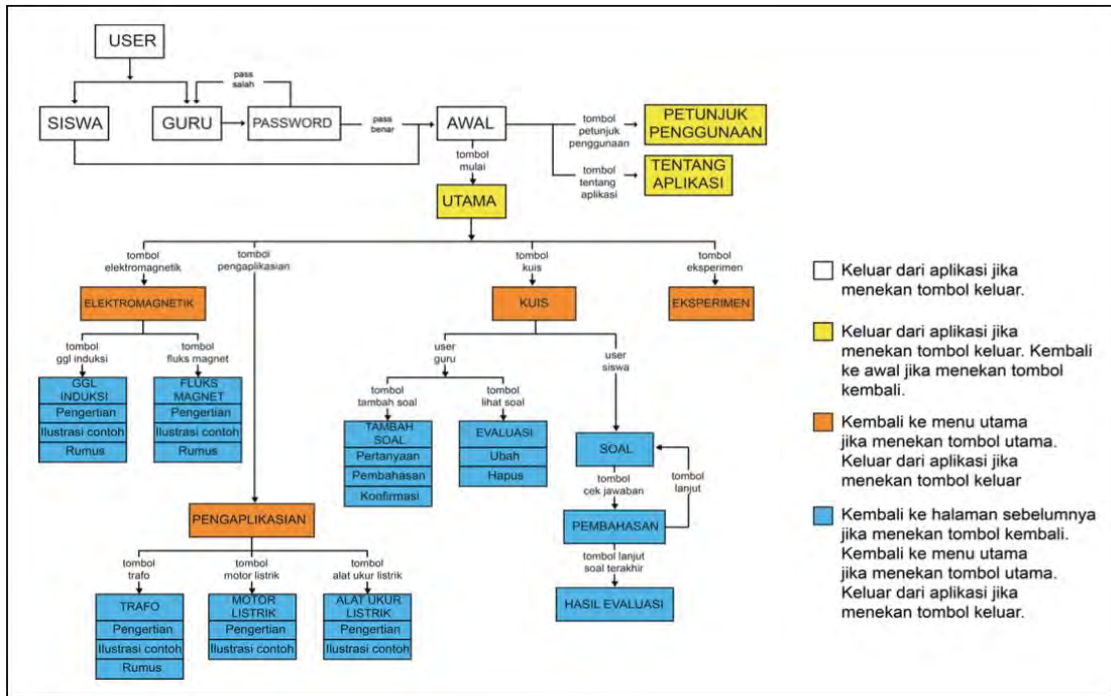 USER
pass
salah
SISWA
GURU
PASSWORD
pass
benar
AWAL
tombol
petunjuk
penggunaan
PETUNJUK
PENGGUNAAN
tombol
tentang
aplikasi
TENTANG
APLIKASI
tombol
mulai
UTAMA
tombol
elektromagnetik
tombol
pengaplikasian
tombol
kuis
tombol
eksperimen
ELEKTROMAGNETIK
KUIS
EKSPERIMEN
tombol
ggl induksi
tombol
fluks magnet
GGL
INDUKSI
Pengertian
Ilustrasi contoh
Rumus
FLUKS
MAGNET
Pengertian
Ilustrasi contoh
Rumus
user
guru
user
siswa
tombol
tambah soal
tombol
lihat soal
TAMBAH
SOAL
Pertanyaan
Pembahasan
Konfirmasi
EVALUASI
Ubah
Hapus
SOAL
tombol
cek jawaban
tombol
lanjut
PEMBAHASAN
tombol lanjut
soal terakhir
HASIL EVALUASI
PENGAPLIKASIAN
tombol
trafo
tombol
motor listrik
tombol
alat ukur listrik
TRAFO
Pengertian
Ilustrasi contoh
Rumus
MOTOR
LISTRIK
Pengertian
Ilustrasi contoh
ALAT UKUR
LISTRIK
Pengertian
Ilustrasi contoh
Keluar dari aplikasi jika
menekan tombol keluar.
Keluar dari aplikasi jika
menekan tombol keluar. Kembali
ke awal jika menekan tombol
kembali.
Kembali ke menu utama
jika menekan tombol utama.
Keluar dari aplikasi jika
menekan tombol keluar
Kembali ke halaman sebelumnya
jika menekan tombol kembali.
Kembali ke menu utama
jika menekan tombol utama.
Keluar dari aplikasi jika
menekan tombol keluar.